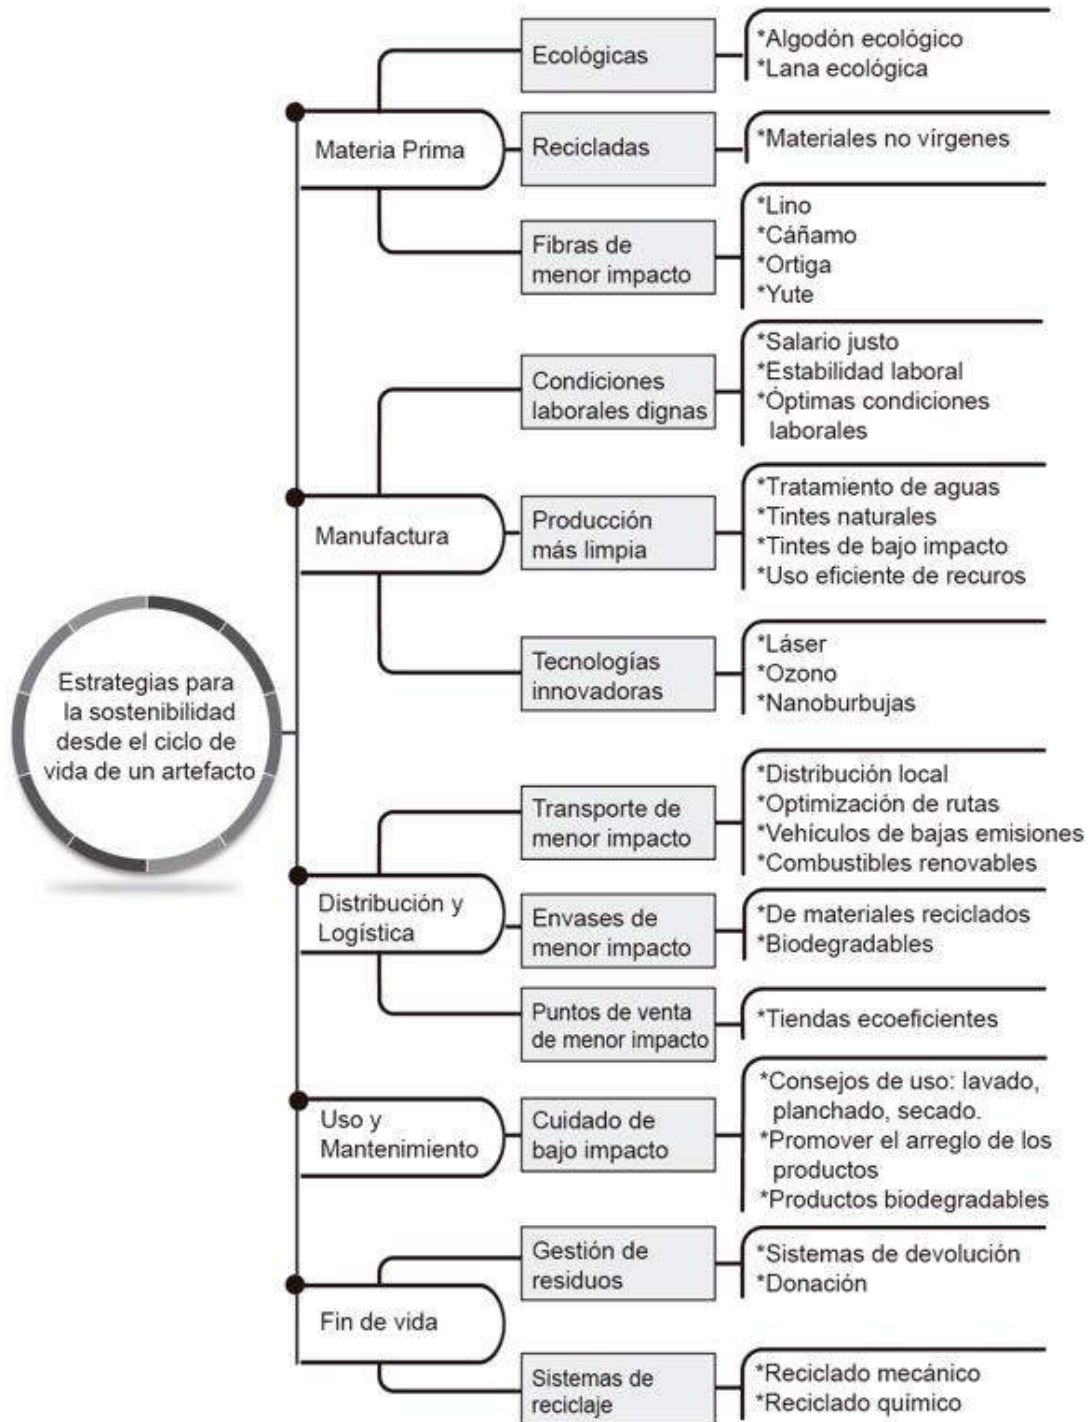 Estrategias para
la sostenibilidad
desde el ciclo de
vida de un artefacto
Materia Prima
Ecológicas
*Algodón ecológico
*Lana ecológica
Recicladas
*Materiales no vírgenes
Fibras de
menor impacto
*Lino
*Cáñamo
*Ortiga
*Yute
Manufactura
Condiciones
laborales dignas
*Salario justo
*Estabilidad laboral
*Óptimas condiciones
laborales
Producción
más limpia
*Tratamiento de aguas
*Tintes naturales
*Tintes de bajo impacto
*Uso eficiente de recuros
Tecnologías
innovadoras
*Láser
*Ozono
*Nanoburbujas
Distribución y
Logística
Transporte de
menor impacto
*Distribución local
*Optimización de rutas
*Vehículos de bajas emisiones
*Combustibles renovables
Envases de
menor impacto
*De materiales reciclados
*Biodegradables
Puntos de venta
de menor impacto
*Tiendas ecoeficientes
Uso y
Mantenimiento
Cuidado de
bajo impacto
*Consejos de uso: lavado,
planchado, secado.
*Promover el arreglo de los
productos
*Productos biodegradables
Fin de vida
Gestión de
residuos
*Sistemas de devolución
*Donación
Sistemas de
reciclaje
*Reciclado mecánico
*Reciclado químico